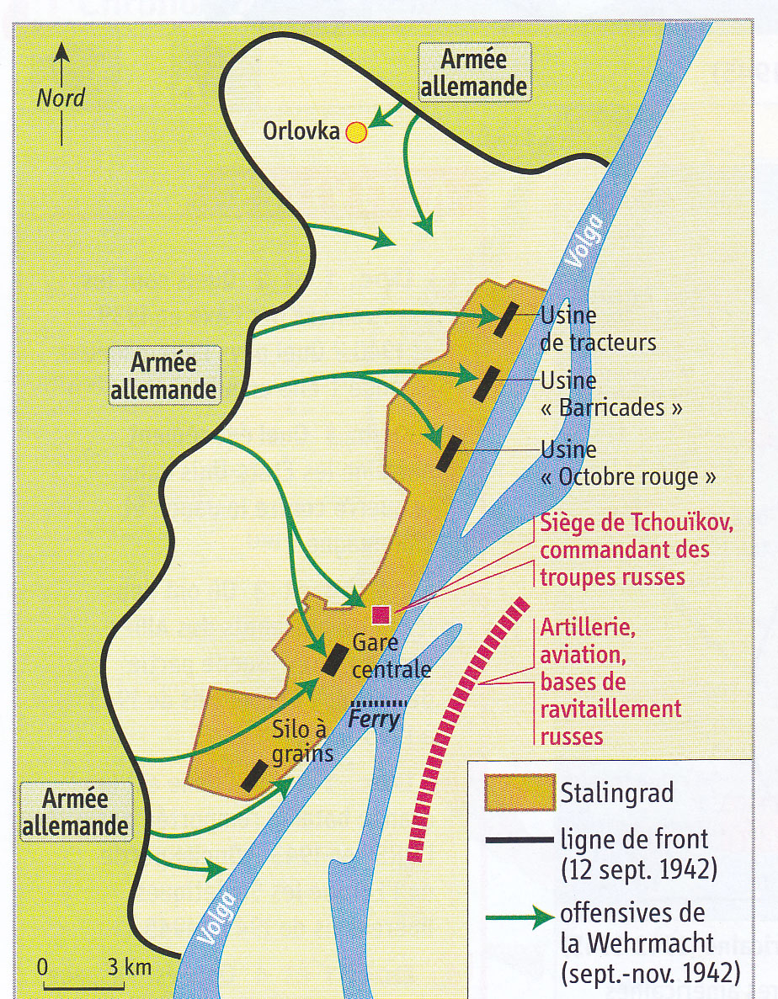 Nord
Armée
allemande
Orlovka
Volga
Usine
de tracteurs
Usine
« Barricades »
Usine
« Octobre rouge »
Armée
allemande
Siège de Tchouïkov,
commandant des
troupes russes
Artillerie,
aviation,
bases de
ravitaillement
russes
Gare
centrale
Ferry
Silo à
grains
Armée
allemande
Volga
0 3 km
Stalingrad
ligne de front
(12 sept. 1942)
offensives de
la Wehrmacht
(sept.-nov. 1942)